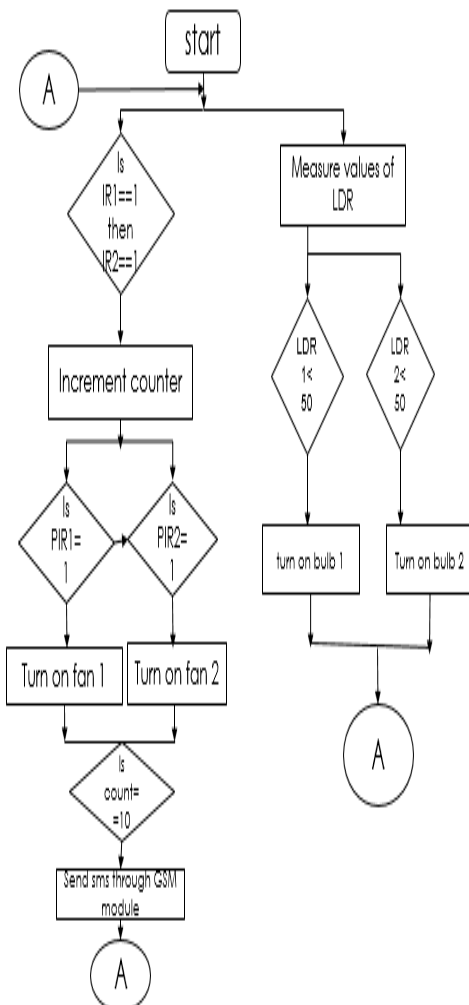 start
A
Is
IR1==1
then
IR2==1
Measure values of
LDR
Increment counter
LDR
1<
50
LDR
2<
50
Is
PIR1=
1
Is
PIR2=
1
turn on bulb 1
Turn on bulb 2
Turn on fan 1
Turn on fan 2
Is
count=
=10
A
Send sms through GSM
module
A